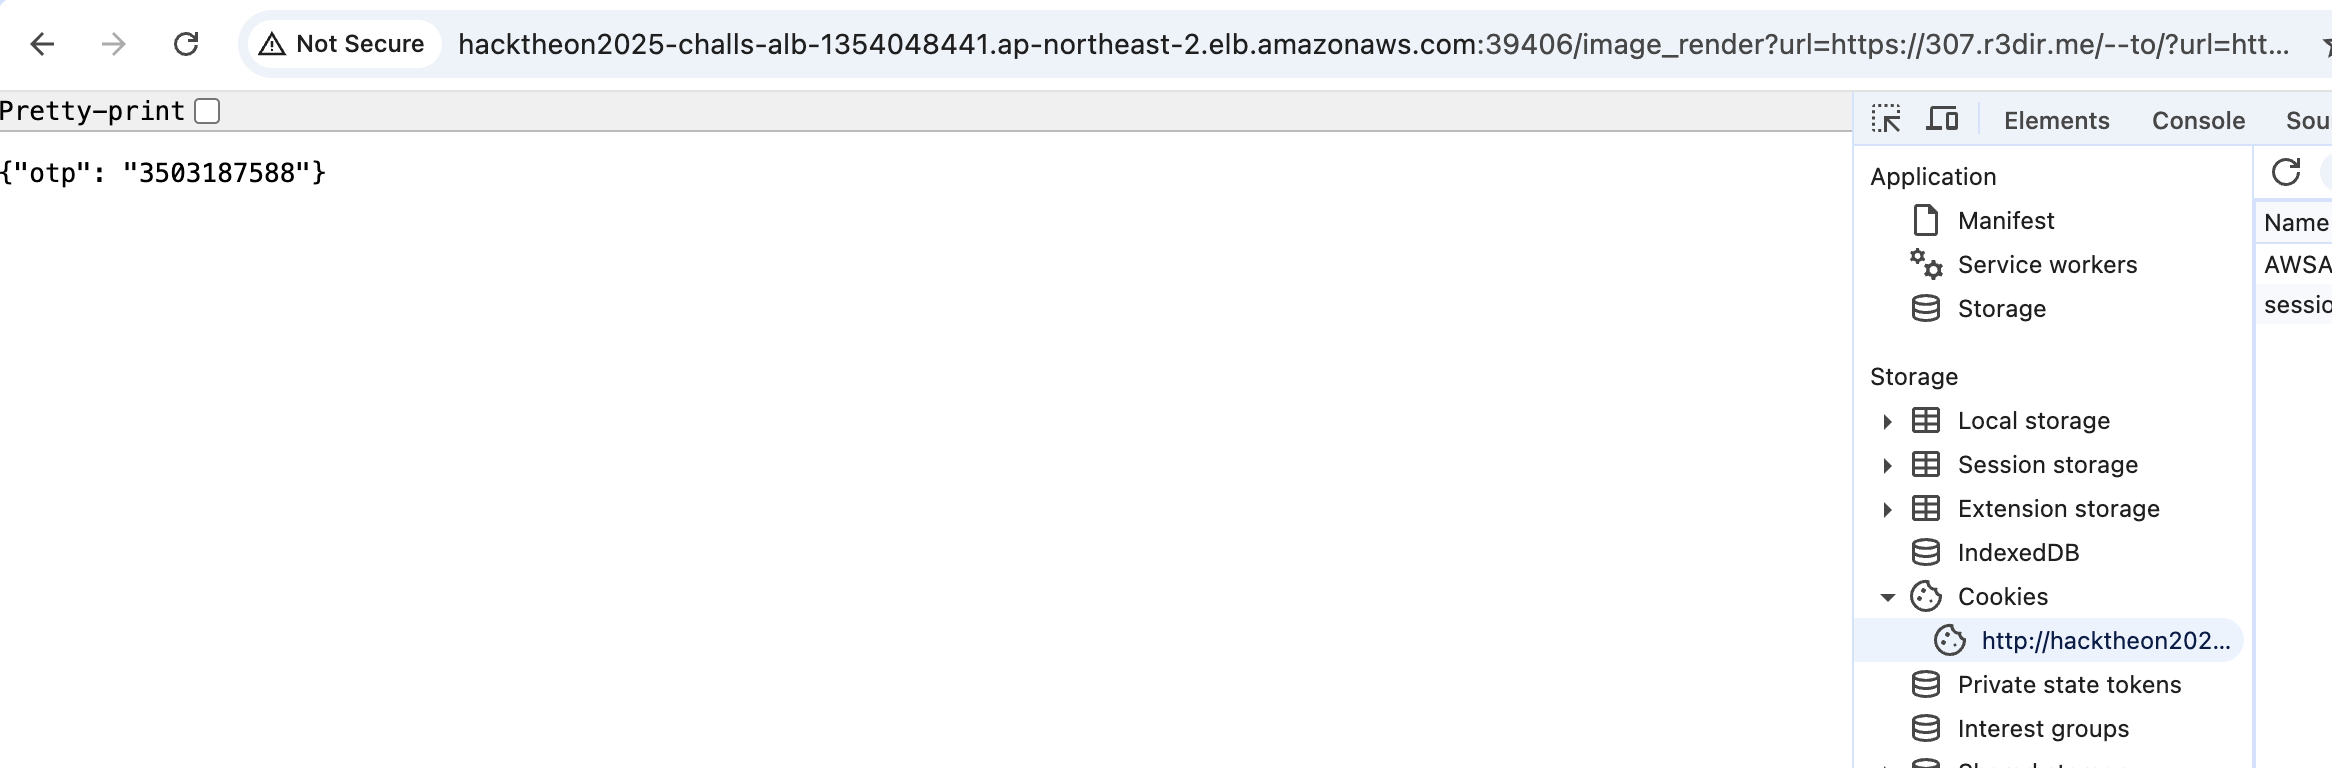 Not Secure
hacktheon2025-challs-alb-1354048441.ap-northeast-2.elb.amazonaws.com:39406/image_render?url=https://307.r3dir.me/--to/?url=htt...
Pretty-print
{"otp": "3503187588"}
Elements Console Sou
Application
Manifest
Service workers
Storage
Storage
Local storage
Session storage
Extension storage
IndexedDB
Cookies
http://hacktheon202...
Private state tokens
Interest groups
Name
AWSA
sessio